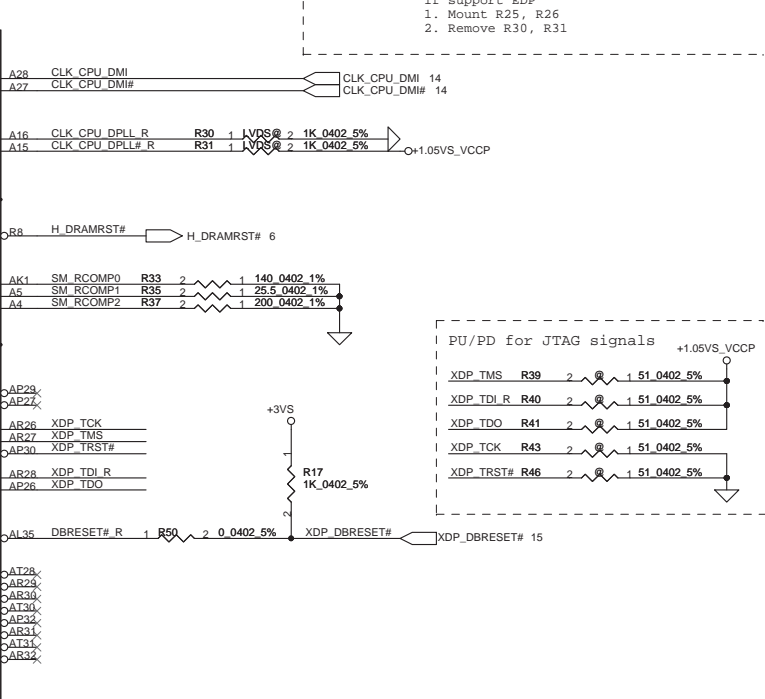 if support EDP
1. Mount R25, R26
2. Remove R30, R31
A28 CLK_CPU_DMI CLK_CPU_DMI 14
A27 CLK_CPU_DMI# CLK_CPU_DMI# 14
A16 CLK_CPU_DPLL_R R30 1 LVDS@ 2 1K_0402_5%
A15 CLK_CPU_DPLL#_R R31 1 LVDS@ 2 1K_0402_5%
+1.05VS_VCCP
R8 H_DRAMRST# H_DRAMRST# 6
AK1 SM_RCOMP0 R33 2 1 140_0402_1%
A5 SM_RCOMP1 R35 2 1 25.5_0402_1%
A4 SM_RCOMP2 R37 2 1 200_0402_1%
PU/PD for JTAG signals
+1.05VS_VCCP
XDP_TMS R39 2 @ 1 51_0402_5%
XDP_TDI_R R40 2 @ 1 51_0402_5%
XDP_TDO R41 2 @ 1 51_0402_5%
XDP_TCK R43 2 @ 1 51_0402_5%
XDP_TRST# R46 2 @ 1 51_0402_5%
AP29
AP27
AR26 XDP_TCK
AR27 XDP_TMS
AP30 XDP_TRST#
AR28 XDP_TDI_R
AP26 XDP_TDO
+3VS
1
R17
1K_0402_5%
2
AL35 DBRESET#_R 1 R50 2 0_0402_5% XDP_DBRESET# XDP_DBRESET# 15
AT28
AR29
AR30
AT30
AP32
AR31
AT31
AR32